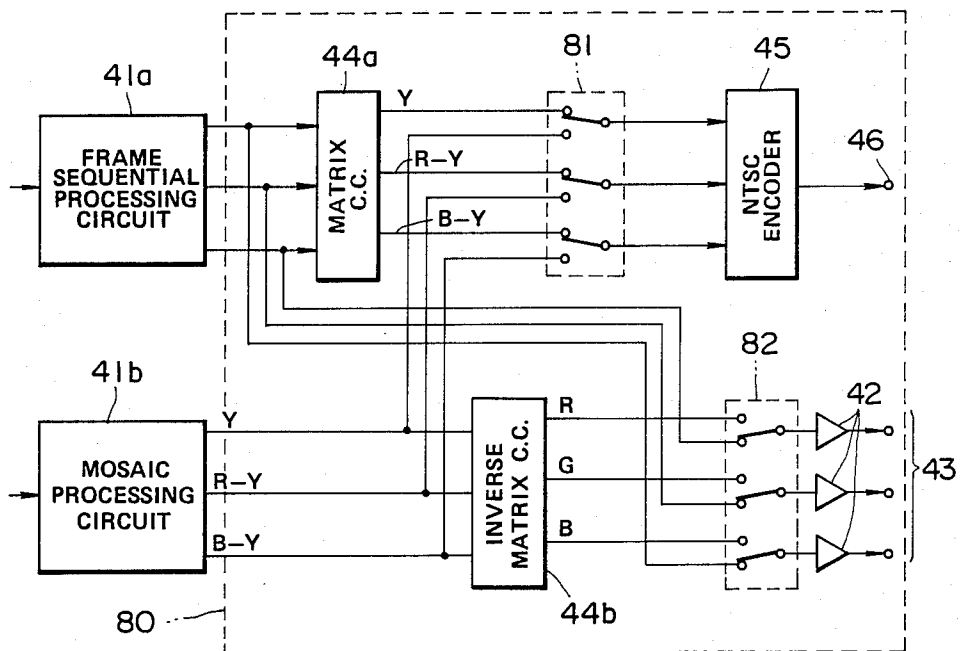 41a
FRAME
SEQUENTIAL
PROCESSING
CIRCUIT
44a
MATRIX
C.C.
Y
R-Y
B-Y
81
45
NTSC
ENCODER
46
41b
MOSAIC
PROCESSING
CIRCUIT
Y
R-Y
B-Y
INVERSE
MATRIX C.C.
44b
R
G
B
82
42
43
80